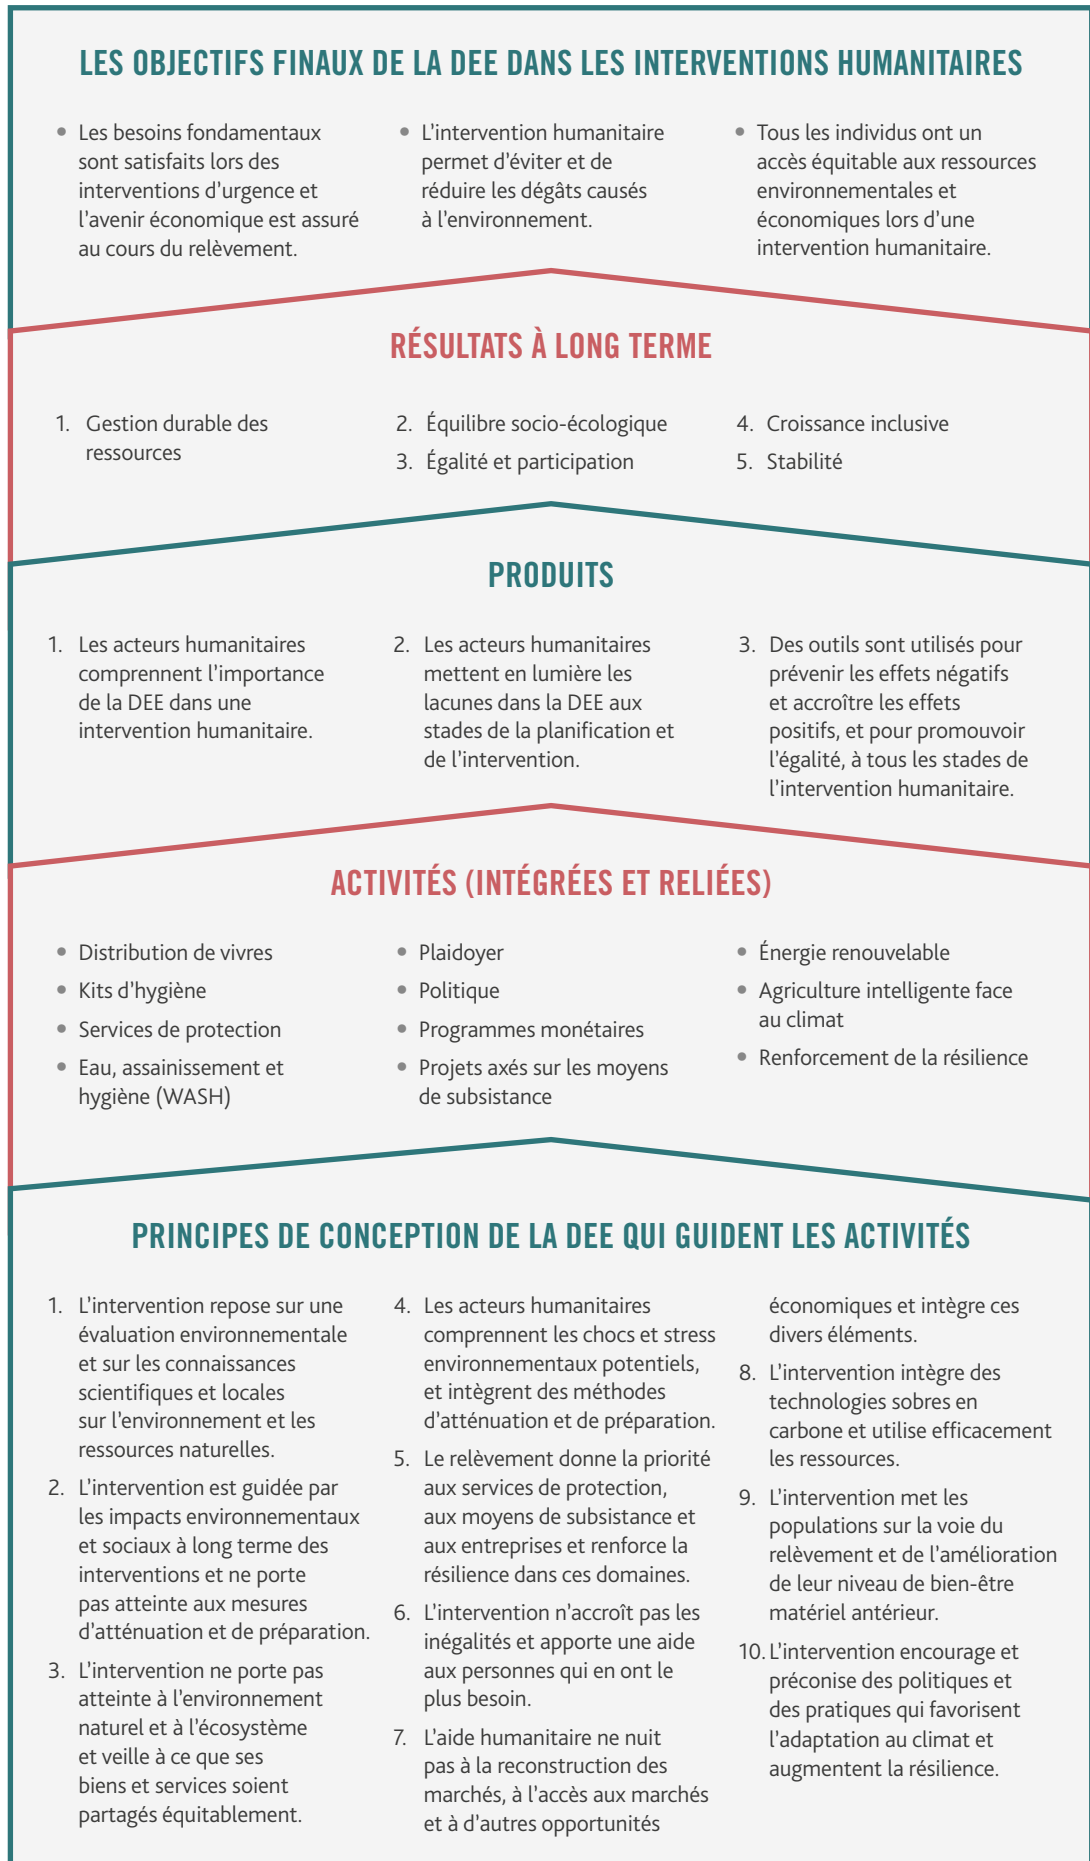 LES OBJECTIFS FINAUX DE LA DEE DANS LES INTERVENTIONS HUMANITAIRES
• Les besoins fondamentaux
sont satisfaits lors des
interventions d'urgence et
l'avenir économique est assuré
au cours du relèvement.
• L'intervention humanitaire
permet d'éviter et de
réduire les dégâts causés
à l'environnement.
• Tous les individus ont un
accès équitable aux ressources
environnementales et
économiques lors d'une
intervention humanitaire.
RÉSULTATS À LONG TERME
1. Gestion durable des
ressources
2. Équilibre socio-écologique
3. Égalité et participation
4. Croissance inclusive
5. Stabilité
PRODUITS
1. Les acteurs humanitaires
comprennent l'importance
de la DEE dans une
intervention humanitaire.
2. Les acteurs humanitaires
mettent en lumière les
lacunes dans la DEE aux
stades de la planification et
de l'intervention.
3. Des outils sont utilisés pour
prévenir les effets négatifs
et accroître les effets
positifs, et pour promouvoir
l'égalité, à tous les stades de
l'intervention humanitaire.
ACTIVITÉS (INTÉGRÉES ET RELIÉES)
• Distribution de vivres
• Kits d'hygiène
• Services de protection
• Eau, assainissement et
hygiène (WASH)
• Plaidoyer
• Politique
• Programmes monétaires
• Projets axés sur les moyens
de subsistance
• Énergie renouvelable
• Agriculture intelligente face
au climat
• Renforcement de la résilience
PRINCIPES DE CONCEPTION DE LA DEE QUI GUIDENT LES ACTIVITÉS
1. L'intervention repose sur une
évaluation environnementale
et sur les connaissances
scientifiques et locales
sur l'environnement et les
ressources naturelles.
2. L'intervention est guidée par
les impacts environnementaux
et sociaux à long terme des
interventions et ne porte
pas atteinte aux mesures
d'atténuation et de préparation.
3. L'intervention ne porte pas
atteinte à l'environnement
naturel et à l'écosystème
et veille à ce que ses
biens et services soient
partagés équitablement.
4. Les acteurs humanitaires
comprennent les chocs et stress
environnementaux potentiels,
et intègrent des méthodes
d'atténuation et de préparation.
5. Le relèvement donne la priorité
aux services de protection,
aux moyens de subsistance et
aux entreprises et renforce la
résilience dans ces domaines.
6. L'intervention n'accroît pas les
inégalités et apporte une aide
aux personnes qui en ont le
plus besoin.
7. L'aide humanitaire ne nuit
pas à la reconstruction des
marchés, à l'accès aux marchés
et à d'autres opportunités
économiques et intègre ces
divers éléments.
8. L'intervention intègre des
technologies sobres en
carbone et utilise efficacement
les ressources.
9. L'intervention met les
populations sur la voie du
relèvement et de l'amélioration
de leur niveau de bien-être
matériel antérieur.
10. L'intervention encourage et
préconise des politiques et
des pratiques qui favorisent
l'adaptation au climat et
augmentent la résilience.